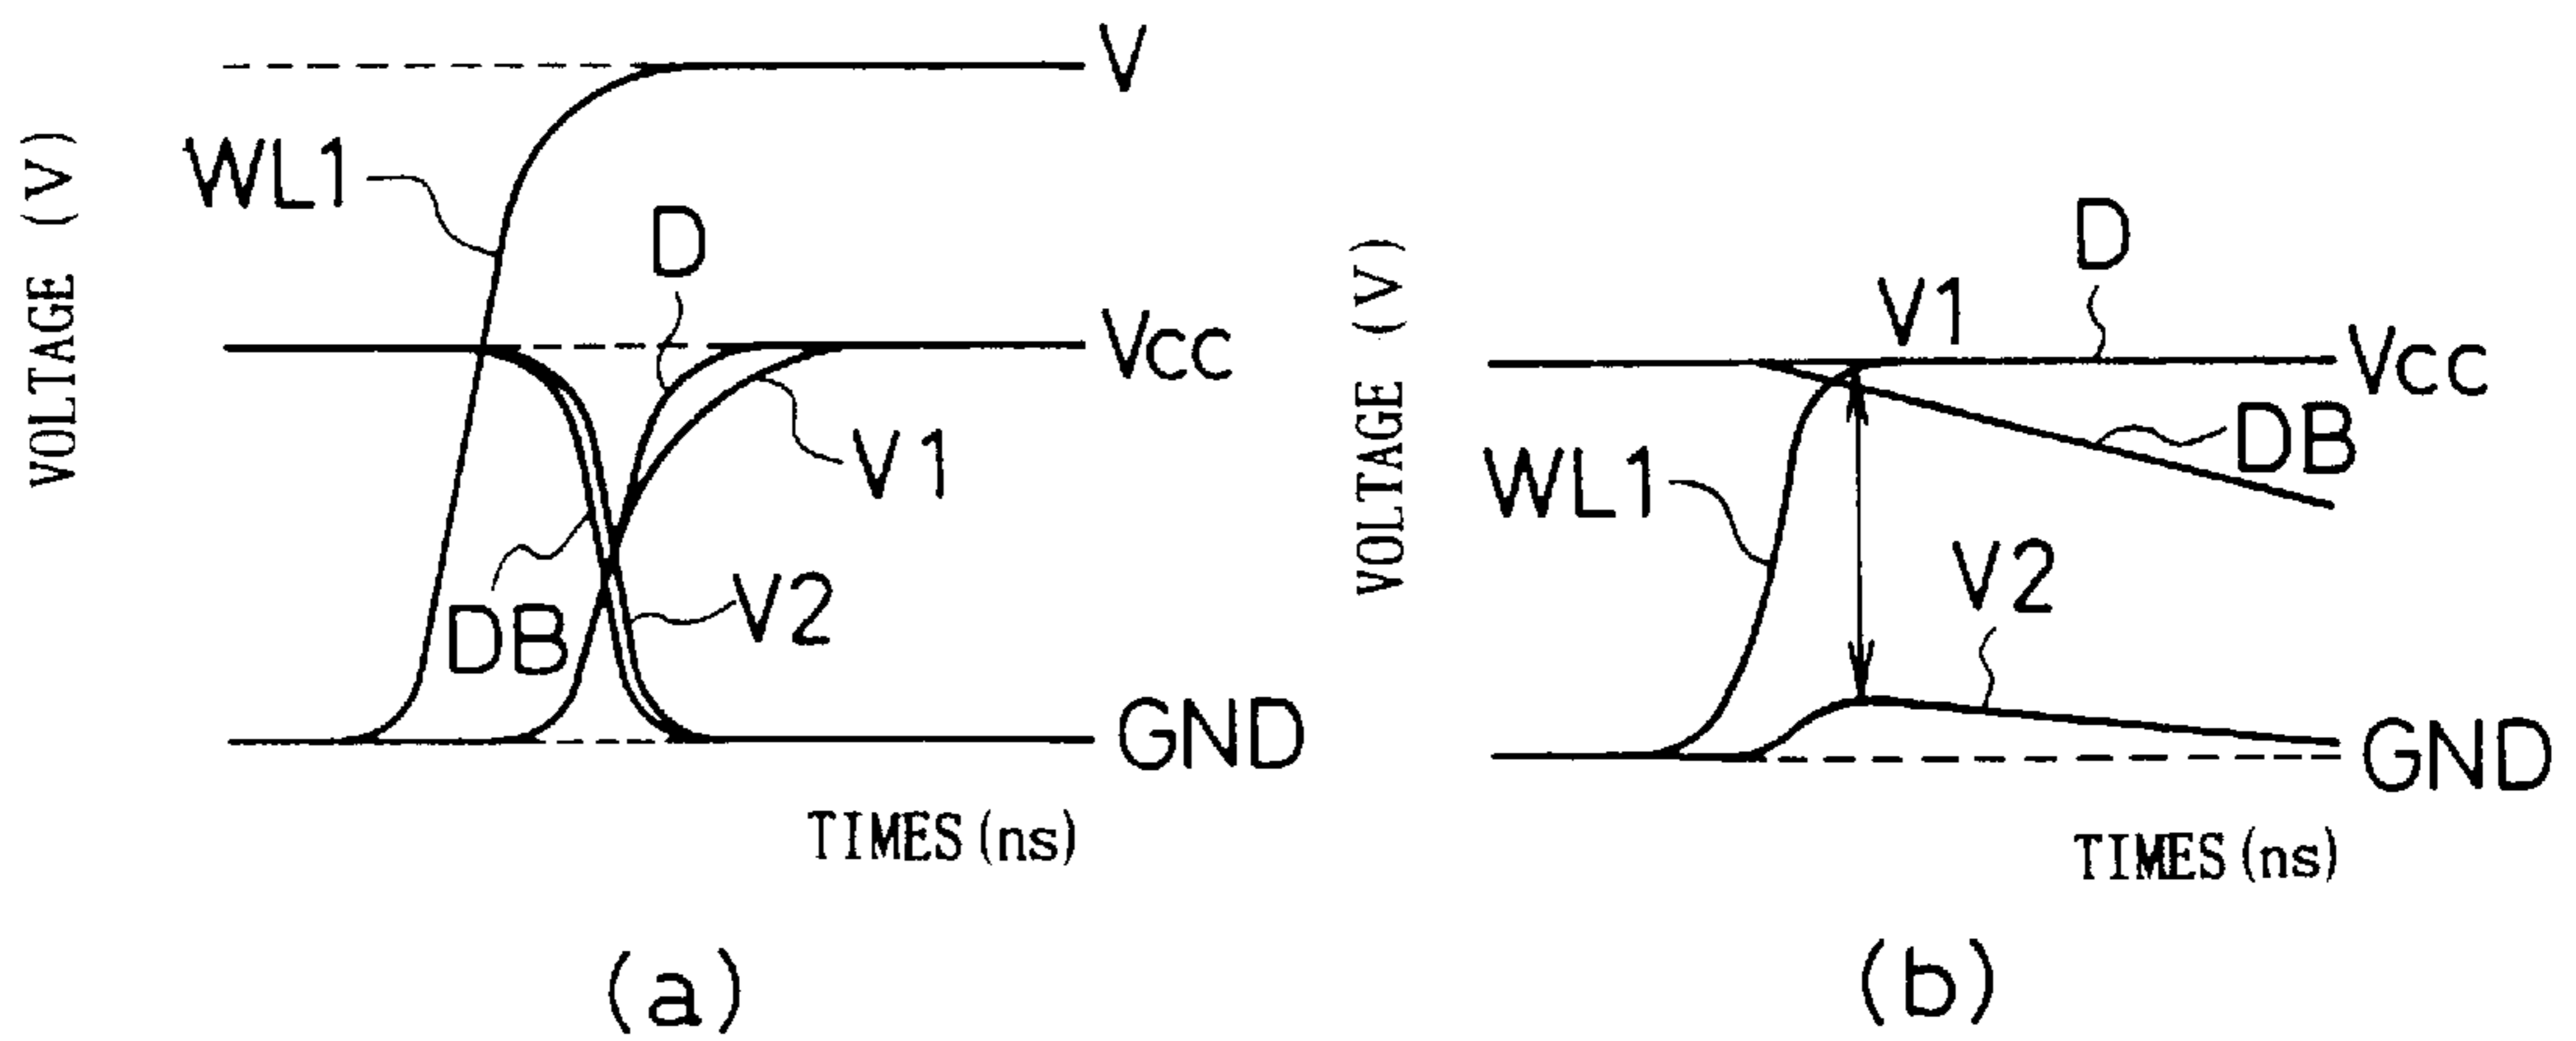 V
WL1
D
VOLTAGE (V)
Vcc
V1
DB
V2
GND
TIMES (ns)
(a)
D
V1
VOLTAGE (V)
Vcc
DB
WL1
V2
GND
TIMES (ns)
(b)